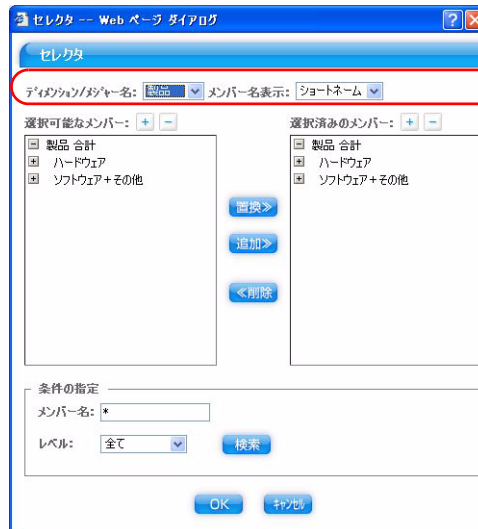 セレクタ -- Web ページ ダイアログ
セレクタ
ディメンション/メジャー名: 製品 メンバー名表示: ショートネーム
選択可能なメンバー: + -
選択済みのメンバー: + -
製品 合計
ハードウェア
ソフトウェア+その他
製品 合計
ハードウェア
ソフトウェア+その他
置換≫
追加≫
≪削除
条件の指定
メンバー名: *
レベル: 全て 検索
OK キャンセル